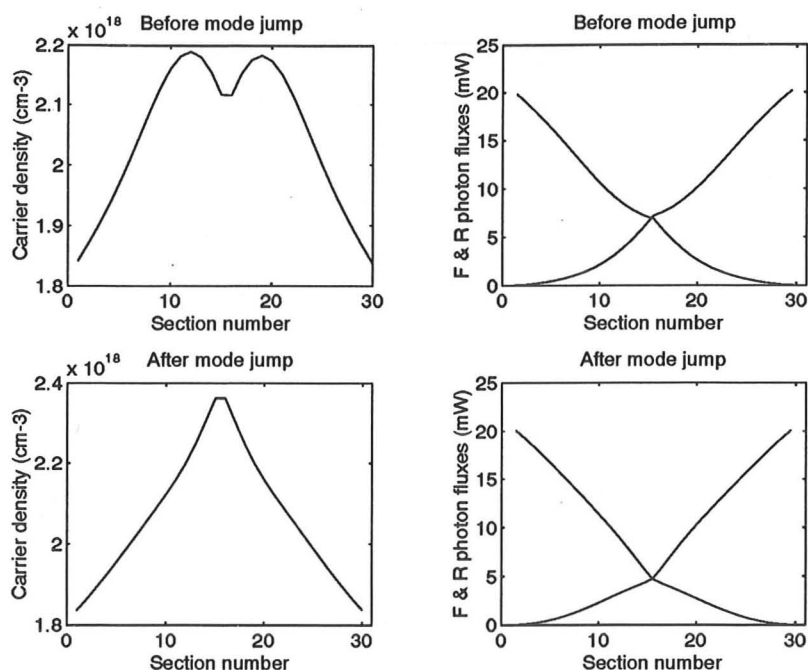 x 10 18
Before mode jump
2.2
2.1
2
1.9
1.8
0
10
20
30
Carrier density (cm-3)
Section number
Before mode jump
25
20
15
10
5
0
0
10
20
30
F & R photon fluxes (mW)
Section number
x 10 18
After mode jump
2.4
2.2
2
1.8
0
10
20
30
Carrier density (cm-3)
Section number
After mode jump
25
20
15
10
5
0
0
10
20
30
F & R photon fluxes (mW)
Section number